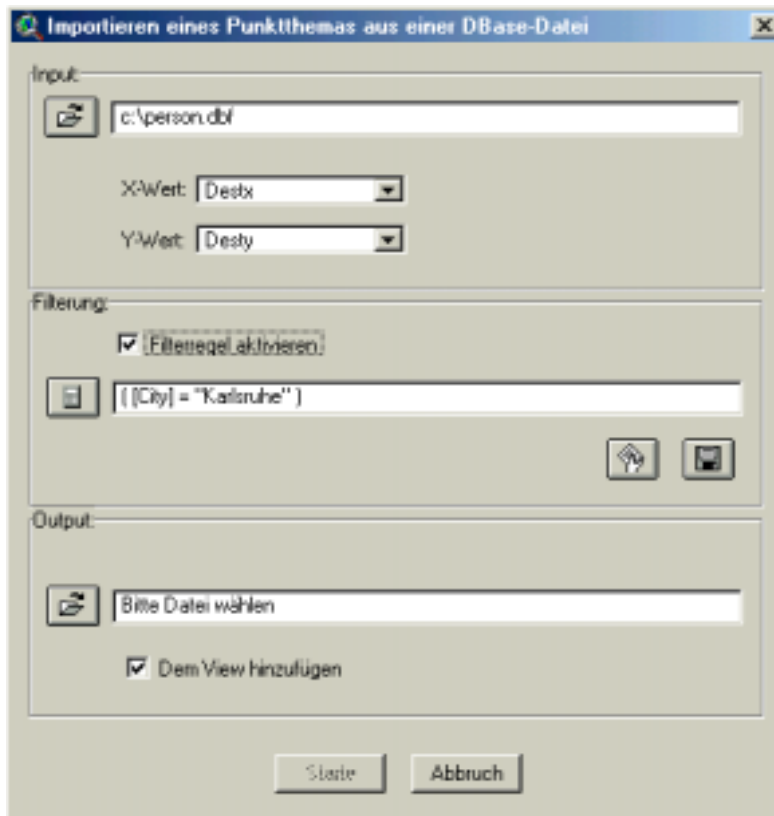 Importieren eines Punktthemas aus einer DBase-Datei
Input:
c:\person.dbf
X-Wert: Destx
Y-Wert: Desty
Filterung:
Filterregel aktivieren
( [City] = "Karlsruhe" )
Output:
Bitte Datei wählen
Dem View hinzufügen
Starte Abbruch